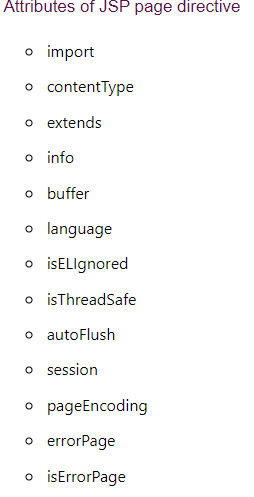 Attributes of JSP page directive
import
contentType
extends
info
buffer
language
isELIgnored
isThreadSafe
autoFlush
session
pageEncoding
errorPage
isErrorPage